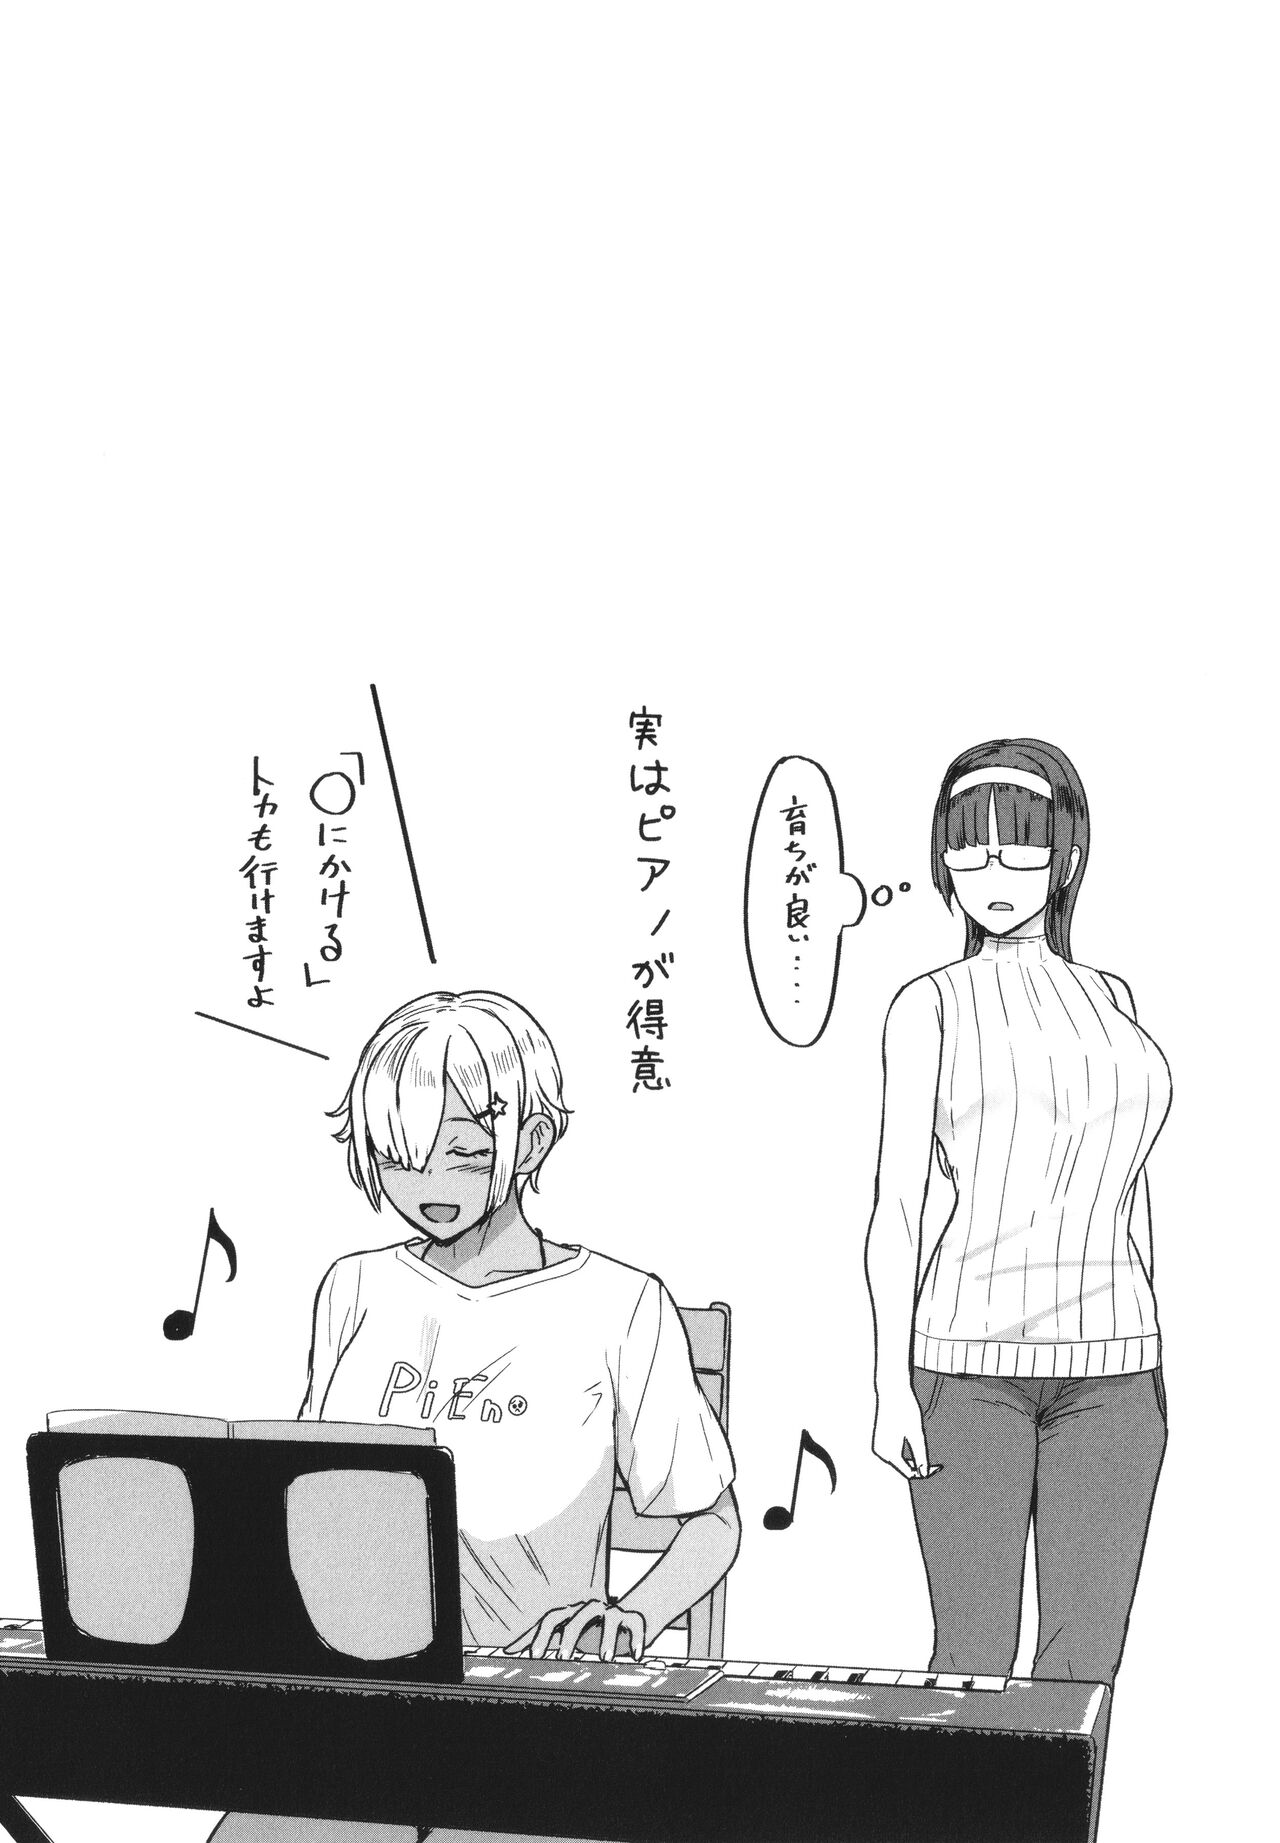 育ちが良い‥‥‥
実はピアノが得意
「○にかける」
トカも行けますよ
PiEn